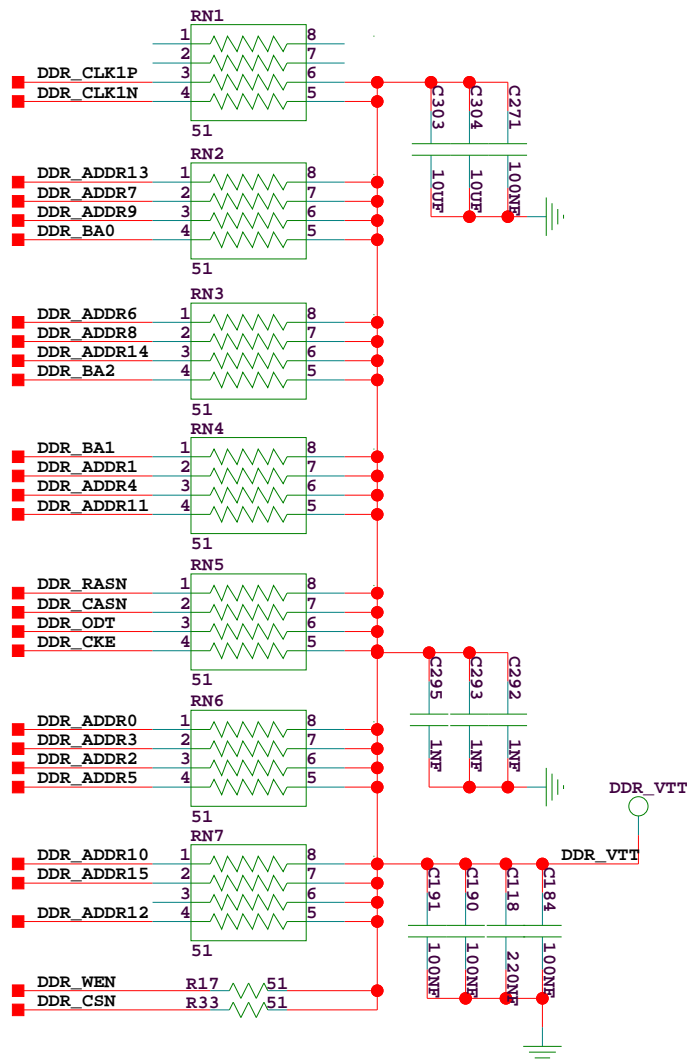 RN1
1 8
2 7
DDR_CLK1P 3 6
DDR_CLK1N 4 5
51
C303 C304 C271
10UF 10UF 100NF
RN2
DDR_ADDR13 1 8
DDR_ADDR7 2 7
DDR_ADDR9 3 6
DDR_BA0 4 5
51
RN3
DDR_ADDR6 1 8
DDR_ADDR8 2 7
DDR_ADDR14 3 6
DDR_BA2 4 5
51
RN4
DDR_BA1 1 8
DDR_ADDR1 2 7
DDR_ADDR4 3 6
DDR_ADDR11 4 5
51
RN5
DDR_RASN 1 8
DDR_CASN 2 7
DDR_ODT 3 6
DDR_CKE 4 5
51
C295 C293 C292
1NF 1NF 1NF
RN6
DDR_ADDR0 1 8
DDR_ADDR3 2 7
DDR_ADDR2 3 6
DDR_ADDR5 4 5
51
DDR_VTT
RN7
DDR_ADDR10 1 8
DDR_ADDR15 2 7
3 6
DDR_ADDR12 4 5
51
DDR_VTT
C191 C190 C118 C184
100NF 100NF 220NF 100NF
DDR_WEN R17 51
DDR_CSN R33 51